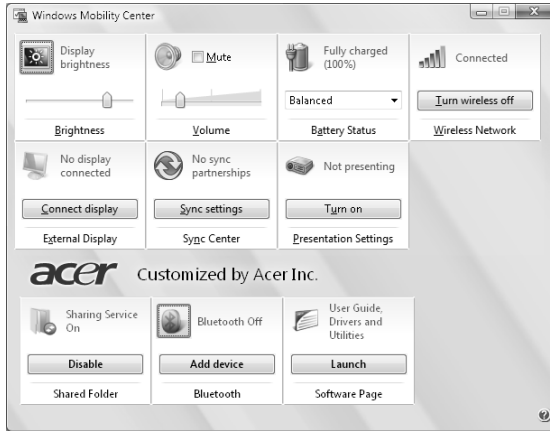 Windows Mobility Center
Display
brightness
Brightness
Mute
Volume
Fully charged
(100%)
Balanced
Battery Status
Connected
Turn wireless off
Wireless Network
No display
connected
Connect display
External Display
No sync
partnerships
Sync settings
Sync Center
Not presenting
Turn on
Presentation Settings
acer Customized by Acer Inc.
Sharing Service
On
Disable
Shared Folder
Bluetooth Off
Add device
Bluetooth
User Guide,
Drivers and
Utilities
Launch
Software Page